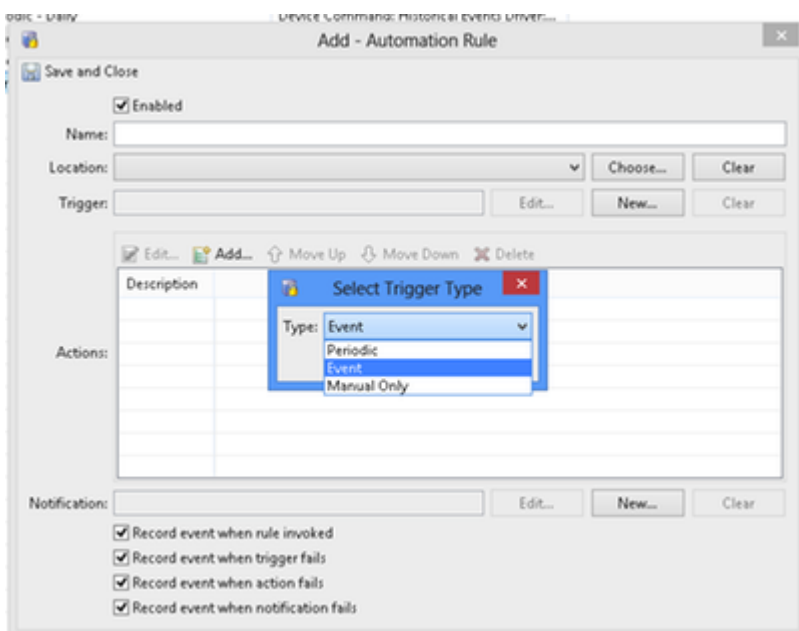 odic - Daily Device Command: Historical Events Driver:...
Add - Automation Rule
Save and Close
Enabled
Name:
Location: Choose... Clear
Trigger: Edit... New... Clear
Edit... Add... Move Up Move Down Delete
Description
Select Trigger Type
Type: Event
Periodic
Event
Manual Only
Actions:
Notification: Edit... New... Clear
Record event when rule invoked
Record event when trigger fails
Record event when action fails
Record event when notification fails